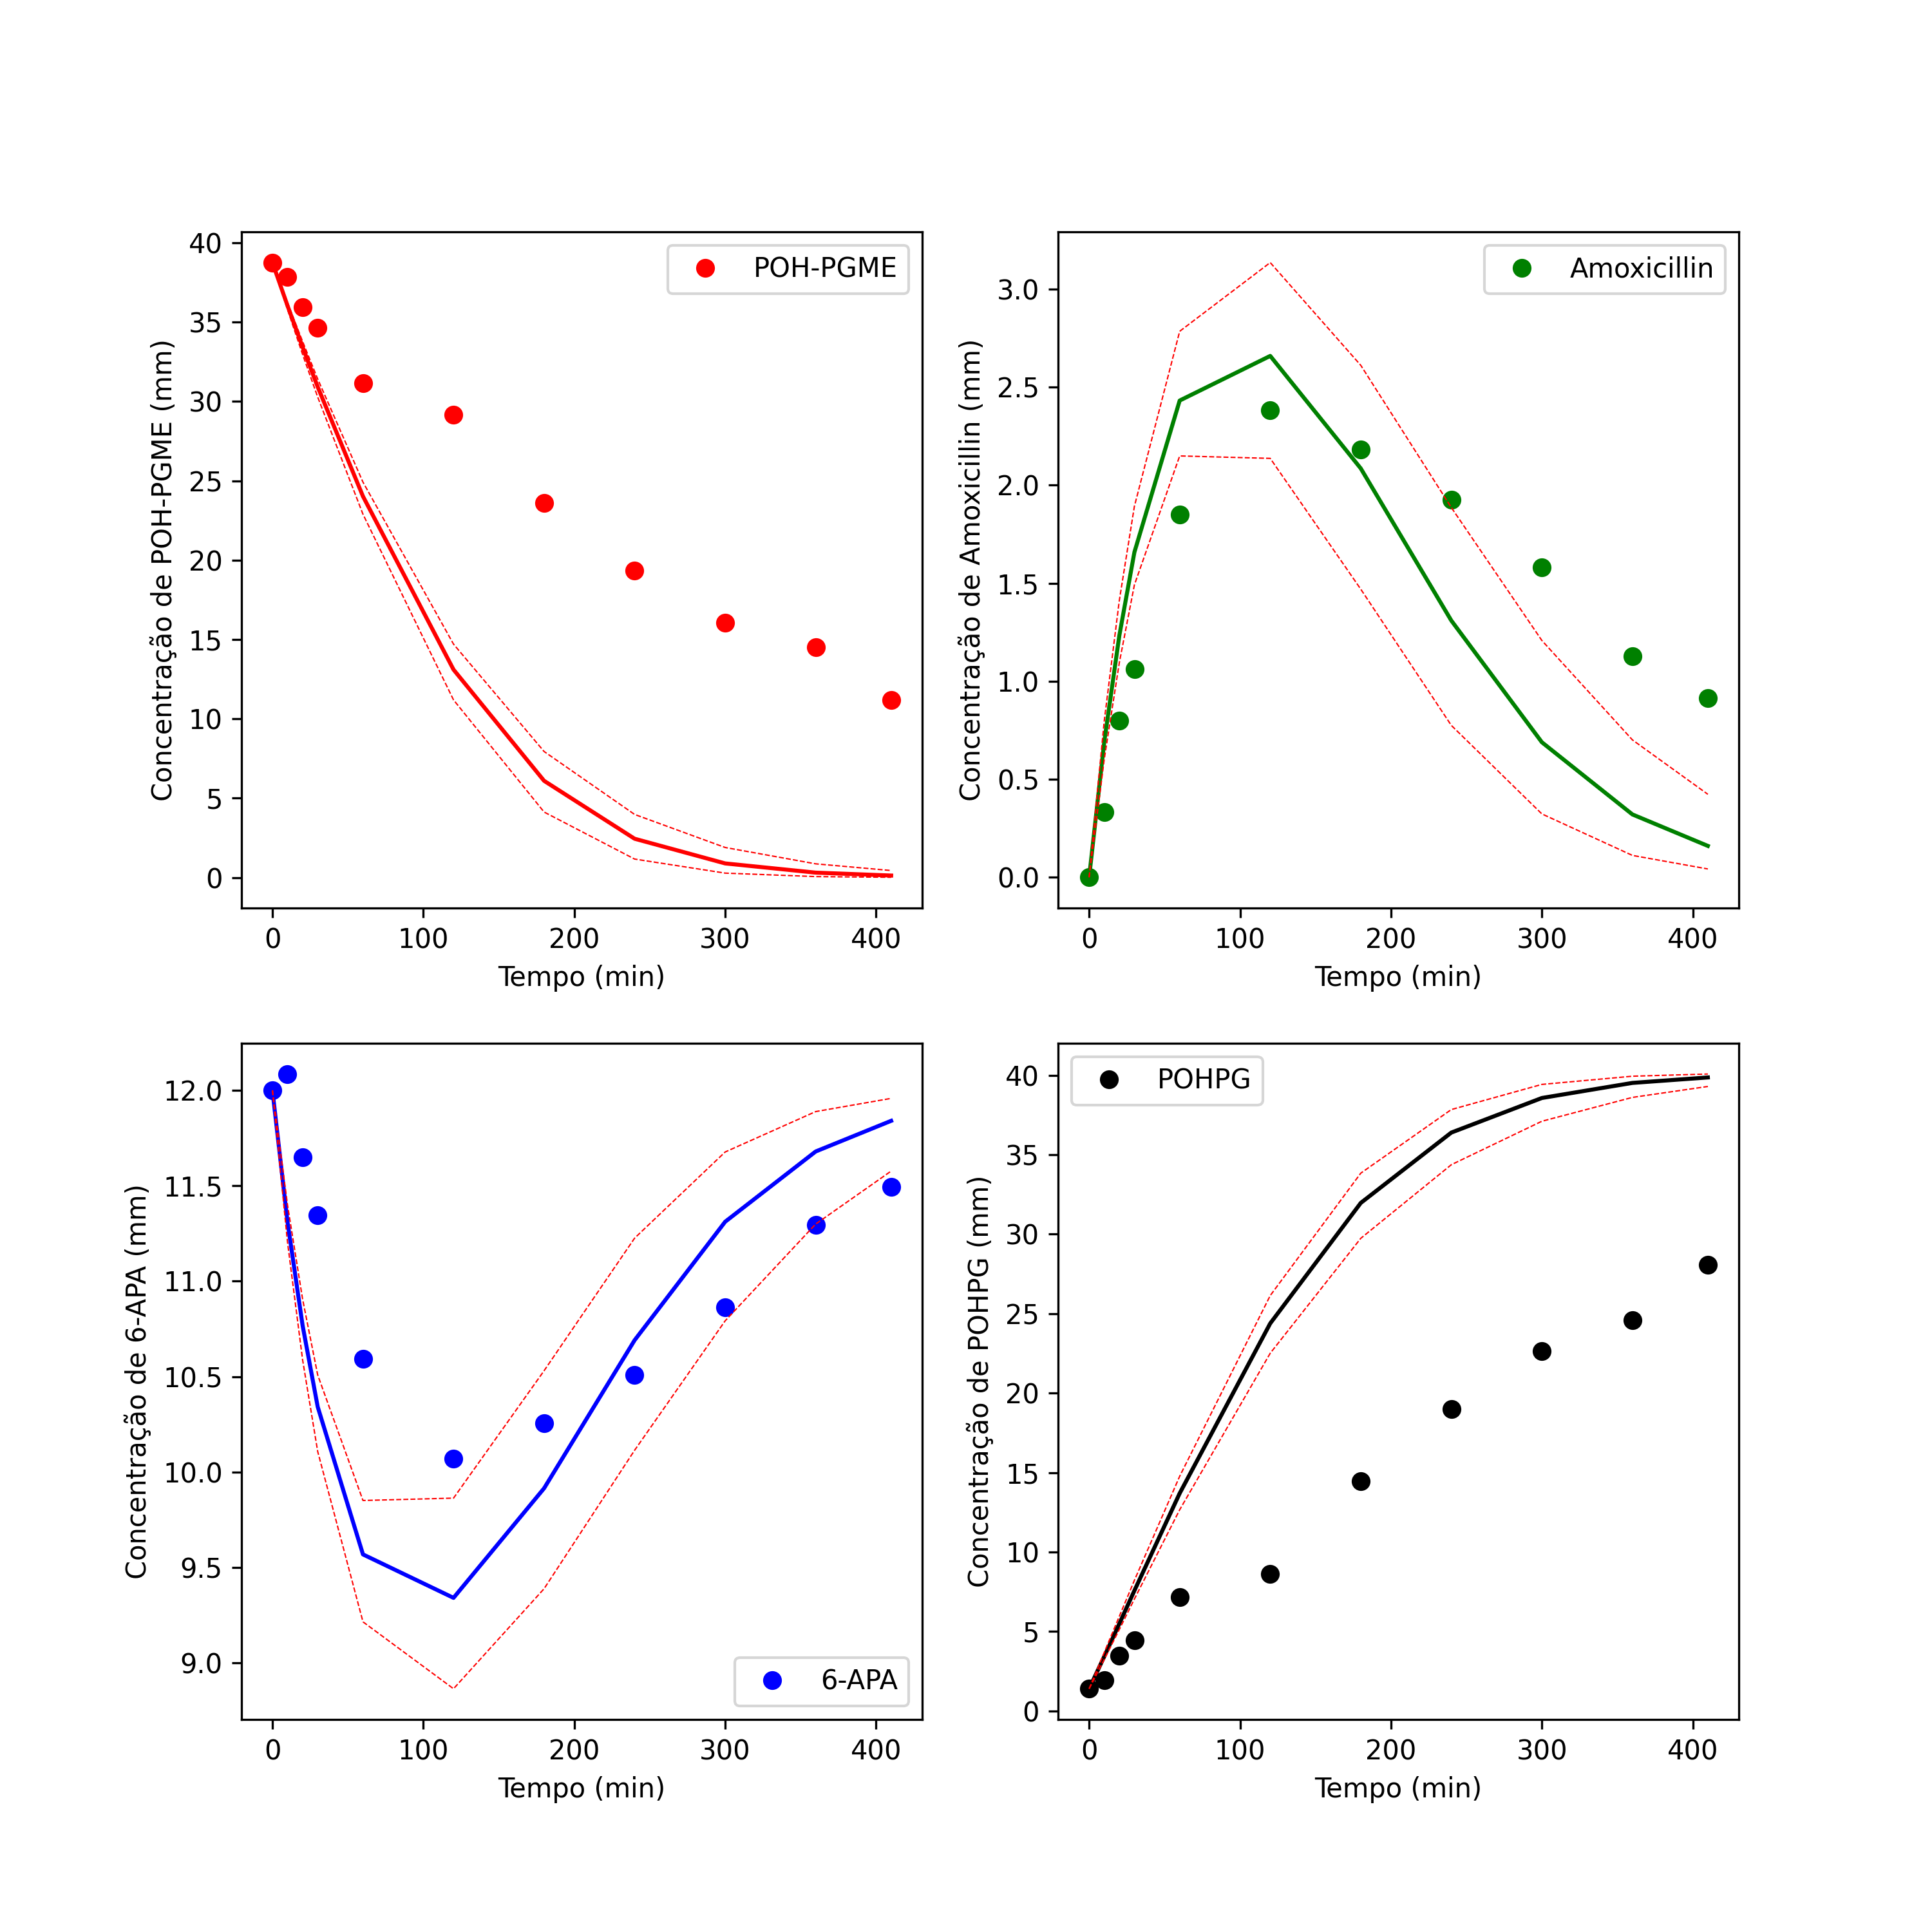 POH-PGME
Concentração de POH-PGME (mm)
40
35
30
25
20
15
10
5
0
0 100 200 300 400
Tempo (min)
Amoxicillin
Concentração de Amoxicillin (mm)
3.0
2.5
2.0
1.5
1.0
0.5
0.0
0 100 200 300 400
Tempo (min)
6-APA
Concentração de 6-APA (mm)
12.0
11.5
11.0
10.5
10.0
9.5
9.0
0 100 200 300 400
Tempo (min)
POHPG
Concentração de POHPG (mm)
40
35
30
25
20
15
10
5
0
0 100 200 300 400
Tempo (min)